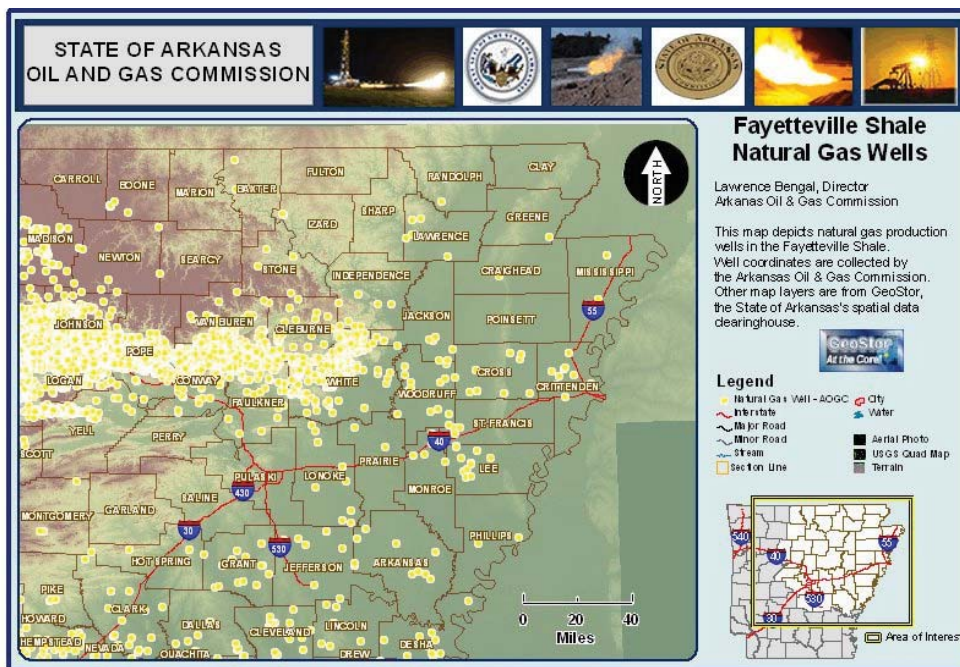 STATE OF ARKANSAS
OIL AND GAS COMMISSION
Fayetteville Shale
Natural Gas Wells
Lawrence Bengal, Director
Arkanas Oil & Gas Commission
This map depicts natural gas production
wells in the Fayetteville Shale.
Well coordinates are collected by
the Arkansas Oil & Gas Commission.
Other map layers are from GeoStor,
the State of Arkansas's spatial data
clearinghouse.
GeoStor
At the Core!
Legend
Natural Gas Well - AOGC
City
Interstate
Water
Major Road
Minor Road
Aerial Photo
Stream
USGS Quad Map
Section Line
Terrain
NORTH
CARROLL
BOONE
MARION
BAXTER
FULTON
RANDOLPH
CLAY
SHARP
GREENE
IZARD
LAWRENCE
MADISON
NEWTON
SEARCY
STONE
INDEPENDENCE
CRAIGHEAD
MISSISSIPPI
JACKSON
POINSETT
55
JOHNSON
VAN BUREN
CLEBURNE
POPE
LOGAN
CONWAY
WHITE
CROSS
CRITTENDEN
WOODRUFF
FAULKNER
ST. FRANCIS
YELL
PERRY
SCOTT
40
PRAIRIE
LEE
PULASKI
LONOKE
MONROE
430
SALINE
GARLAND
MONTGOMERY
30
PHILLIPS
HOT SPRING
530
GRANT
JEFFERSON
ARKANSAS
PIKE
HOWARD
CLARK
DALLAS
CLEVELAND
LINCOLN
HEMPSTEAD
NEVADA
OUACHITA
DREW
DESHA
0 20 40
Miles
540
40
55
530
30
Area of Interest